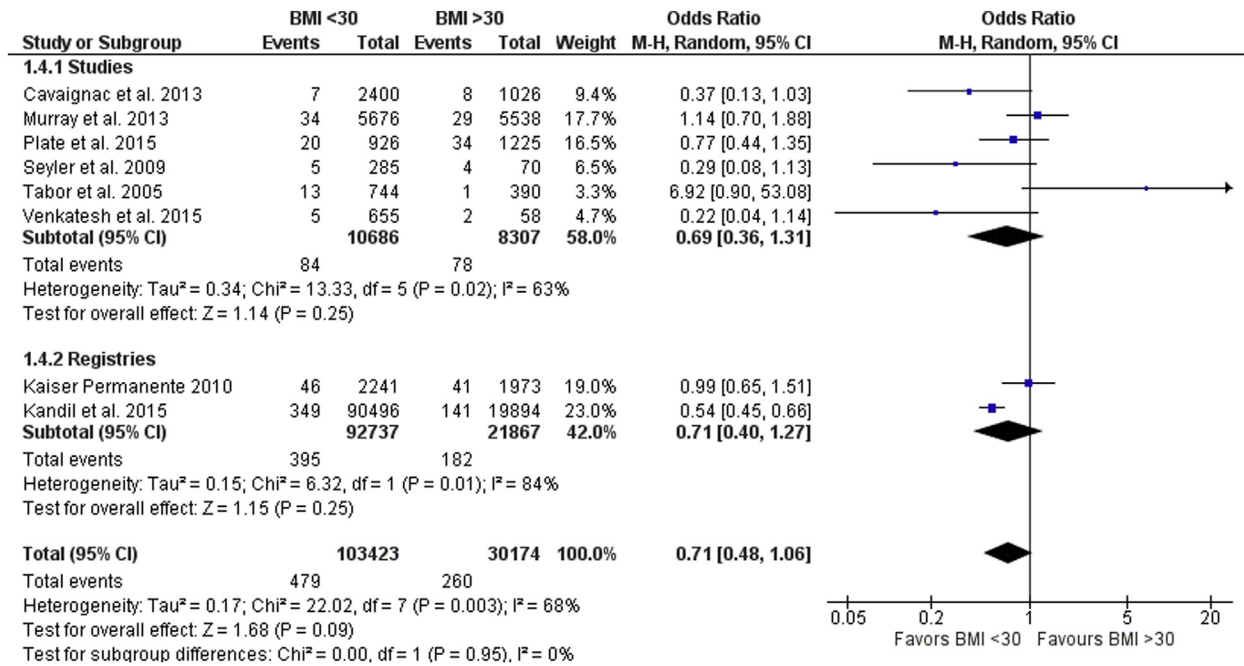 BMI <30 BMI >30 Odds Ratio Odds Ratio
Study or Subgroup Events Total Events Total Weight M-H, Random, 95% CI M-H, Random, 95% CI
1.4.1 Studies
Cavaignac et al. 2013 7 2400 8 1026 9.4% 0.37 [0.13, 1.03]
Murray et al. 2013 34 5676 29 5538 17.7% 1.14 [0.70, 1.88]
Plate et al. 2015 20 926 34 1225 16.5% 0.77 [0.44, 1.35]
Seyler et al. 2009 5 285 4 70 6.5% 0.29 [0.08, 1.13]
Tabor et al. 2005 13 744 1 390 3.3% 6.92 [0.90, 53.08]
Venkatesh et al. 2015 5 655 2 58 4.7% 0.22 [0.04, 1.14]
Subtotal (95% CI) 10686 8307 58.0% 0.69 [0.36, 1.31]
Total events 84 78
Heterogeneity: Tau² = 0.34; Chi² = 13.33, df = 5 (P = 0.02); I² = 63%
Test for overall effect: Z = 1.14 (P = 0.25)
1.4.2 Registries
Kaiser Permanente 2010 46 2241 41 1973 19.0% 0.99 [0.65, 1.51]
Kandil et al. 2015 349 90496 141 19894 23.0% 0.54 [0.45, 0.66]
Subtotal (95% CI) 92737 21867 42.0% 0.71 [0.40, 1.27]
Total events 395 182
Heterogeneity: Tau² = 0.15; Chi² = 6.32, df = 1 (P = 0.01); I² = 84%
Test for overall effect: Z = 1.15 (P = 0.25)
Total (95% CI) 103423 30174 100.0% 0.71 [0.48, 1.06]
Total events 479 260
Heterogeneity: Tau² = 0.17; Chi² = 22.02, df = 7 (P = 0.003); I² = 68%
Test for overall effect: Z = 1.68 (P = 0.09)
Test for subgroup differences: Chi² = 0.00, df = 1 (P = 0.95), I² = 0%
0.05 0.2 1 5 20
Favors BMI <30 Favours BMI >30